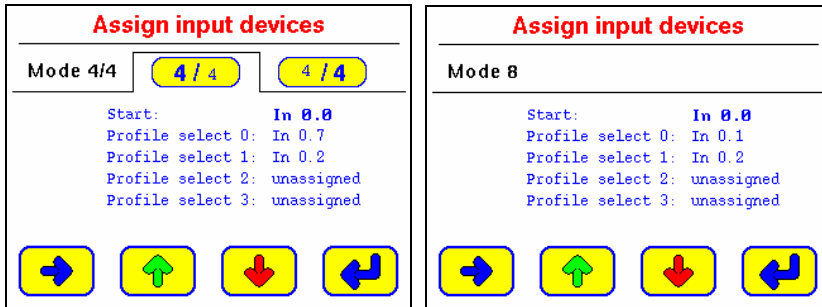 Assign input devices
Mode 4/4
4 / 4
4 / 4
Start: In 0.0
Profile select 0: In 0.7
Profile select 1: In 0.2
Profile select 2: unassigned
Profile select 3: unassigned
Assign input devices
Mode 8
Start: In 0.0
Profile select 0: In 0.1
Profile select 1: In 0.2
Profile select 2: unassigned
Profile select 3: unassigned